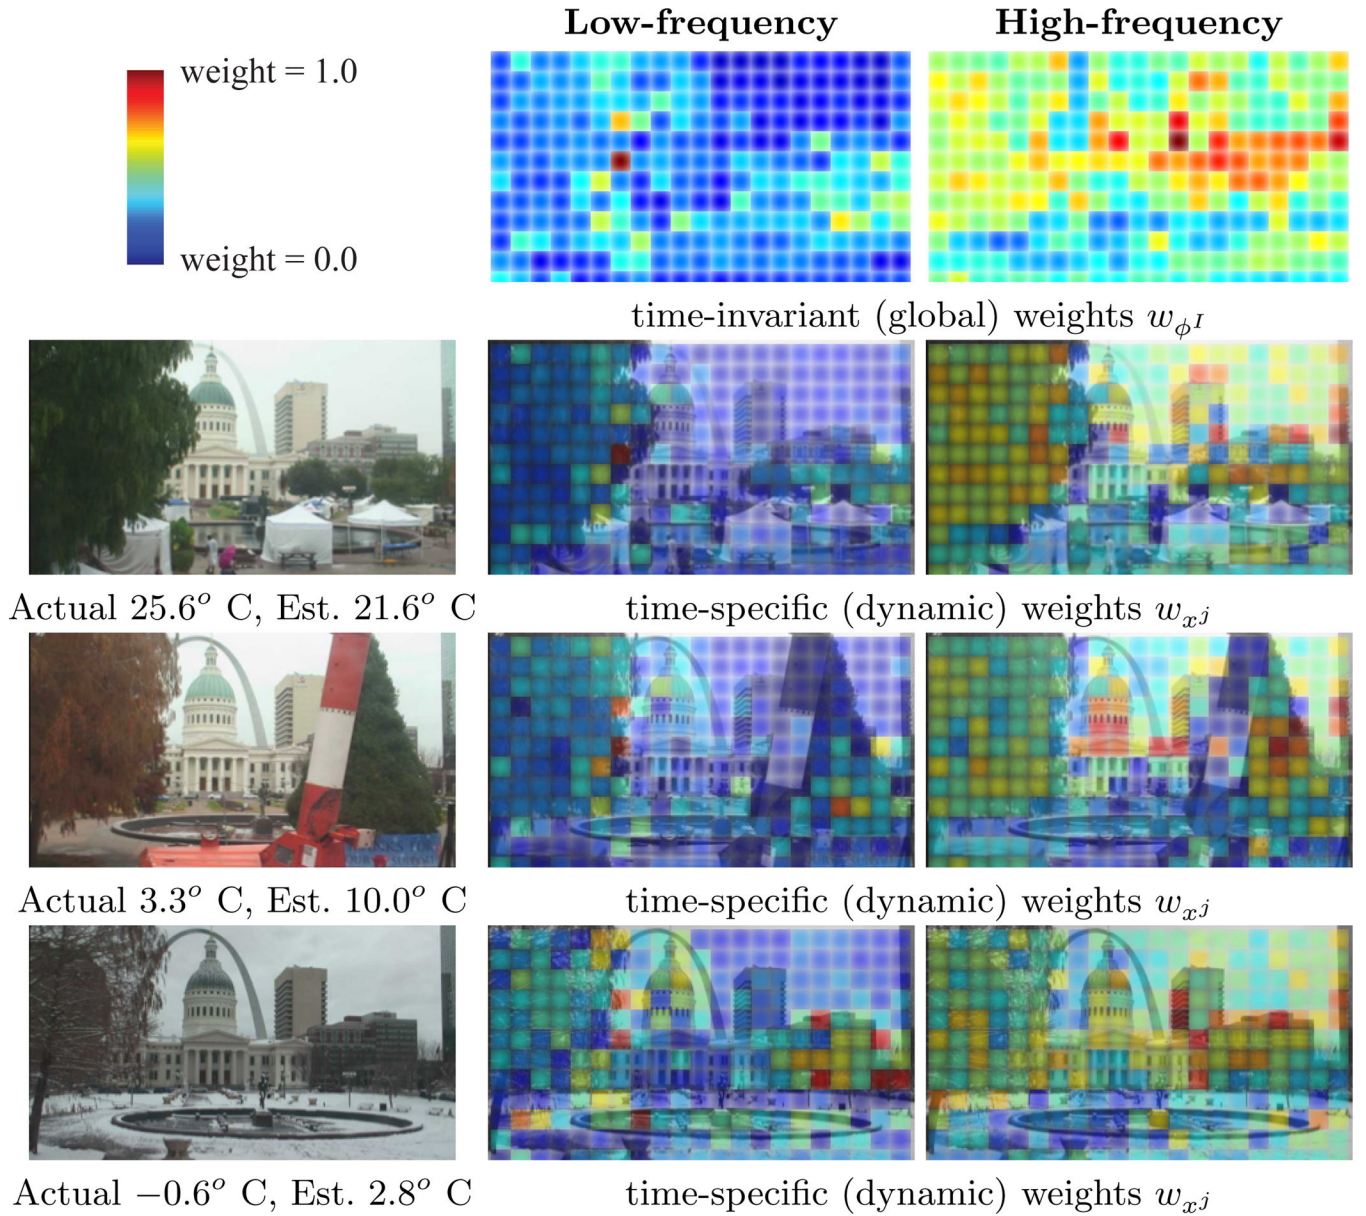 Low-frequency High-frequency
weight = 1.0
weight = 0.0
time-invariant (global) weights w_{ϕ^I}
Actual 25.6° C, Est. 21.6° C time-specific (dynamic) weights w_{x^j}
Actual 3.3° C, Est. 10.0° C time-specific (dynamic) weights w_{x^j}
Actual −0.6° C, Est. 2.8° C time-specific (dynamic) weights w_{x^j}